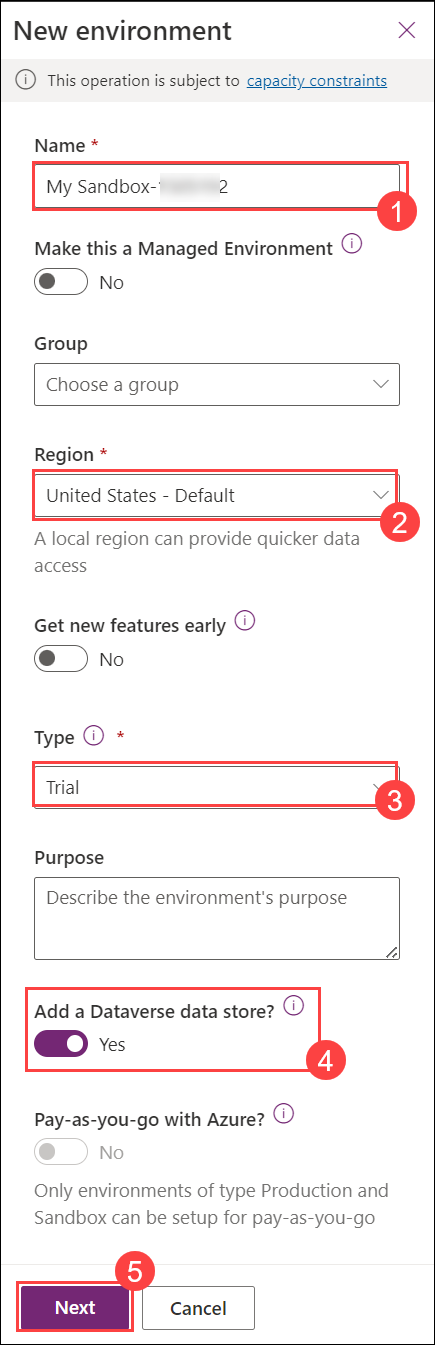 New environment
This operation is subject to capacity constraints
Name *
My Sandbox-
1
Make this a Managed Environment
No
Group
Choose a group
Region *
United States - Default
2
A local region can provide quicker data
access
Get new features early
No
Type *
Trial
3
Purpose
Describe the environment's purpose
Add a Dataverse data store?
Yes
4
Pay-as-you-go with Azure?
No
Only environments of type Production and
Sandbox can be setup for pay-as-you-go
5
Next
Cancel